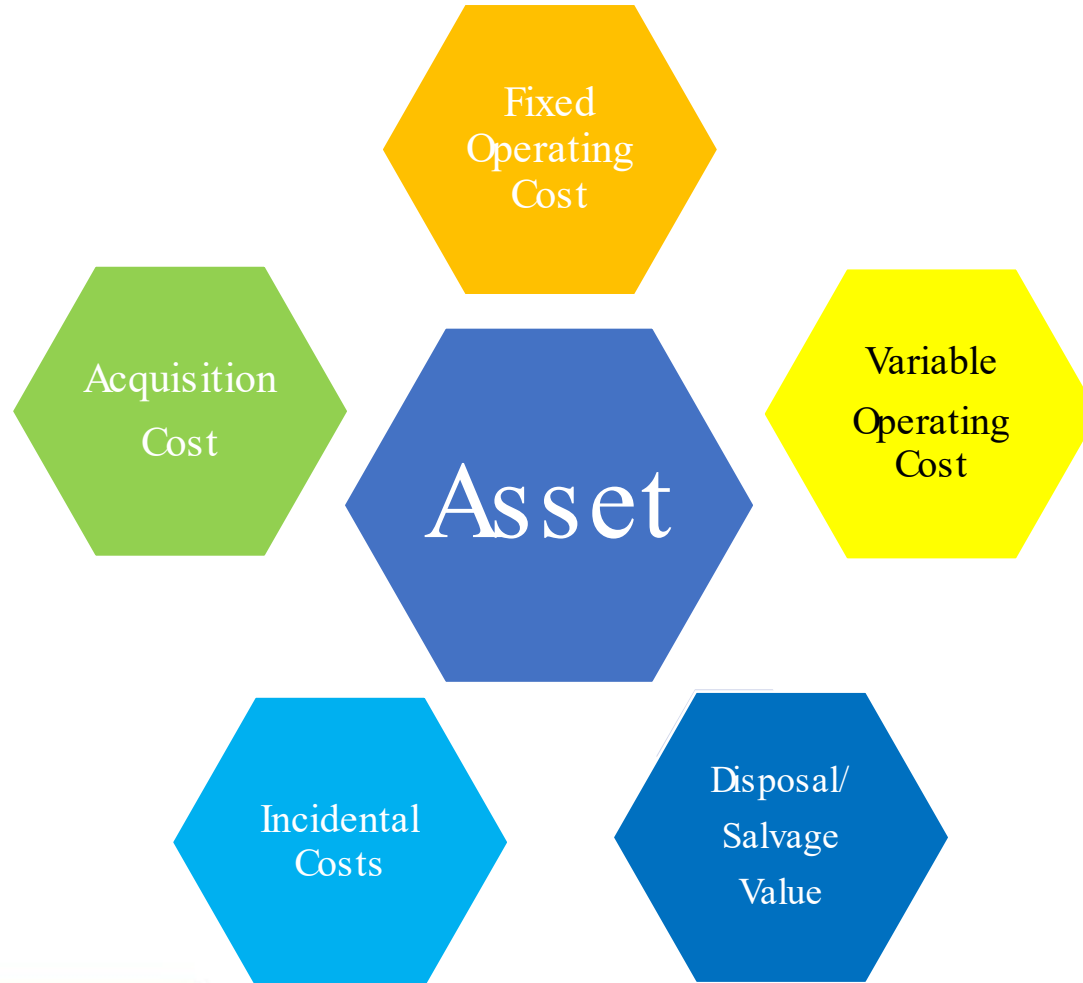 Fixed
Operating
Cost
Acquisition
Cost
Variable
Operating
Cost
Asset
Incidental
Costs
Disposal/
Salvage
Value